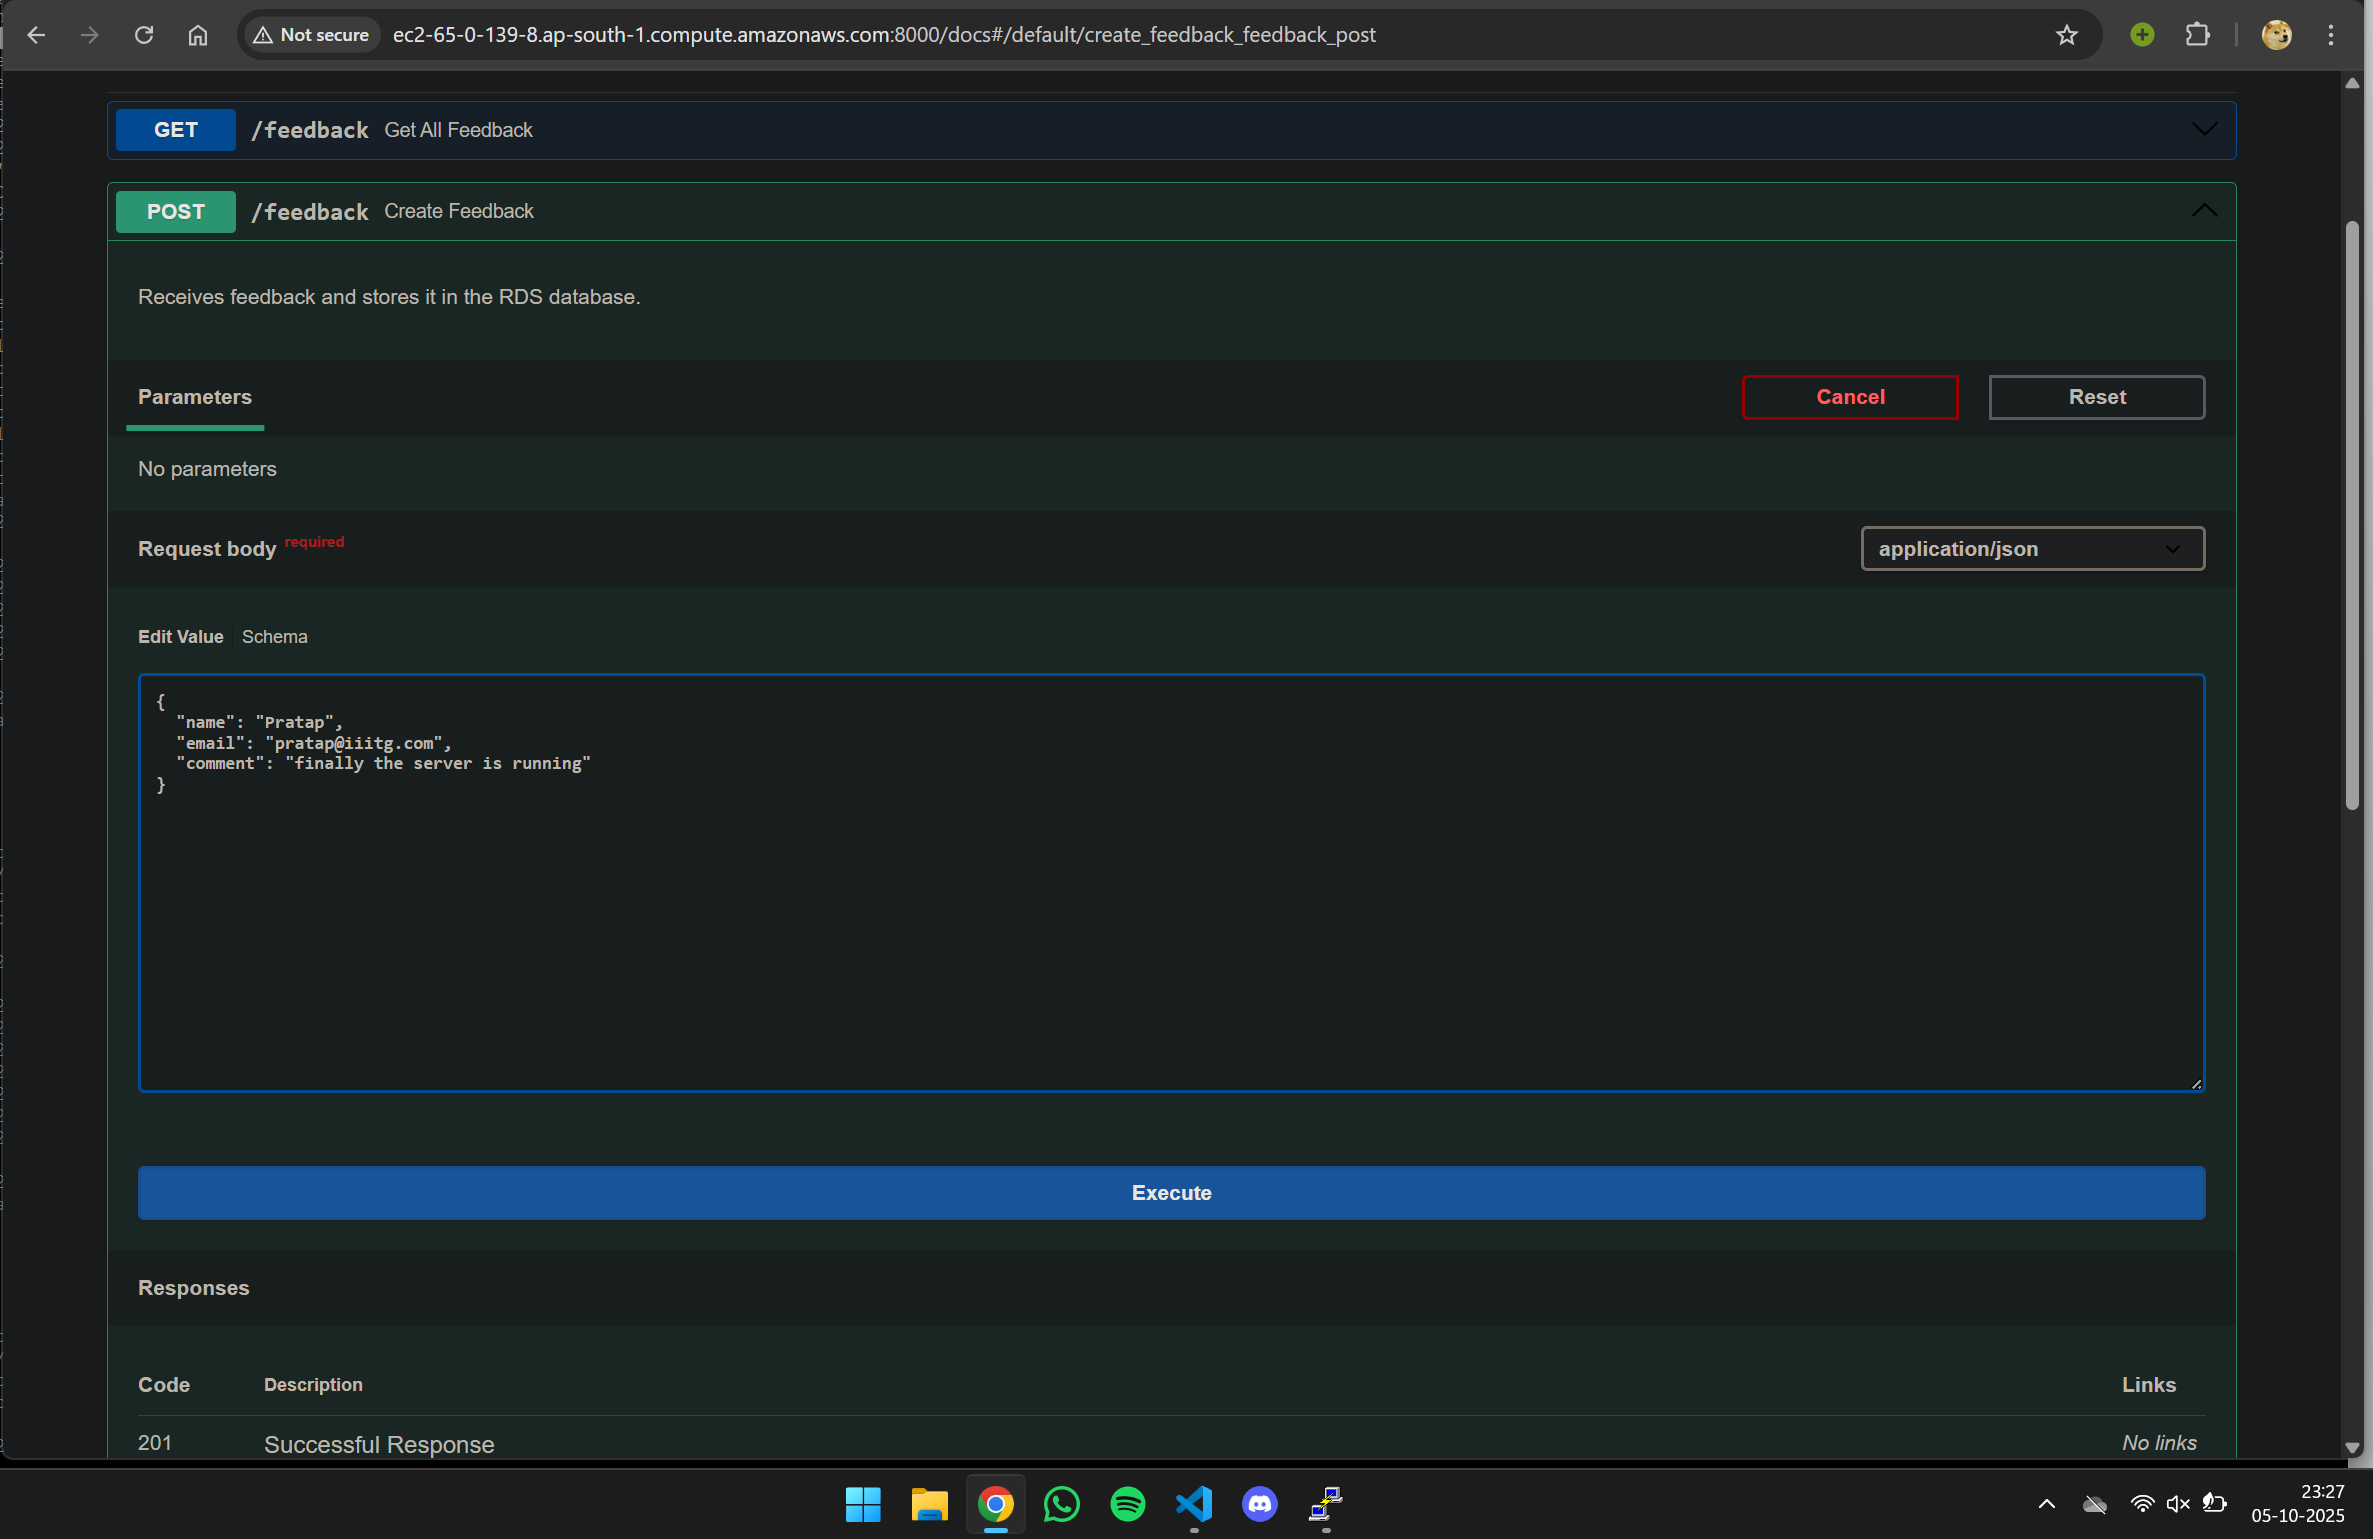 Not secure ec2-65-0-139-8.ap-south-1.compute.amazonaws.com:8000/docs#/default/create_feedback_feedback_post
GET /feedback Get All Feedback
POST /feedback Create Feedback
Receives feedback and stores it in the RDS database.
Parameters Cancel Reset
No parameters
Request body required application/json
Edit Value Schema
{
"name": "Pratap",
"email": "pratap@iiitg.com",
"comment": "finally the server is running"
}
Execute
Responses
Code Description Links
201 Successful Response No links
23:27
05-10-2025